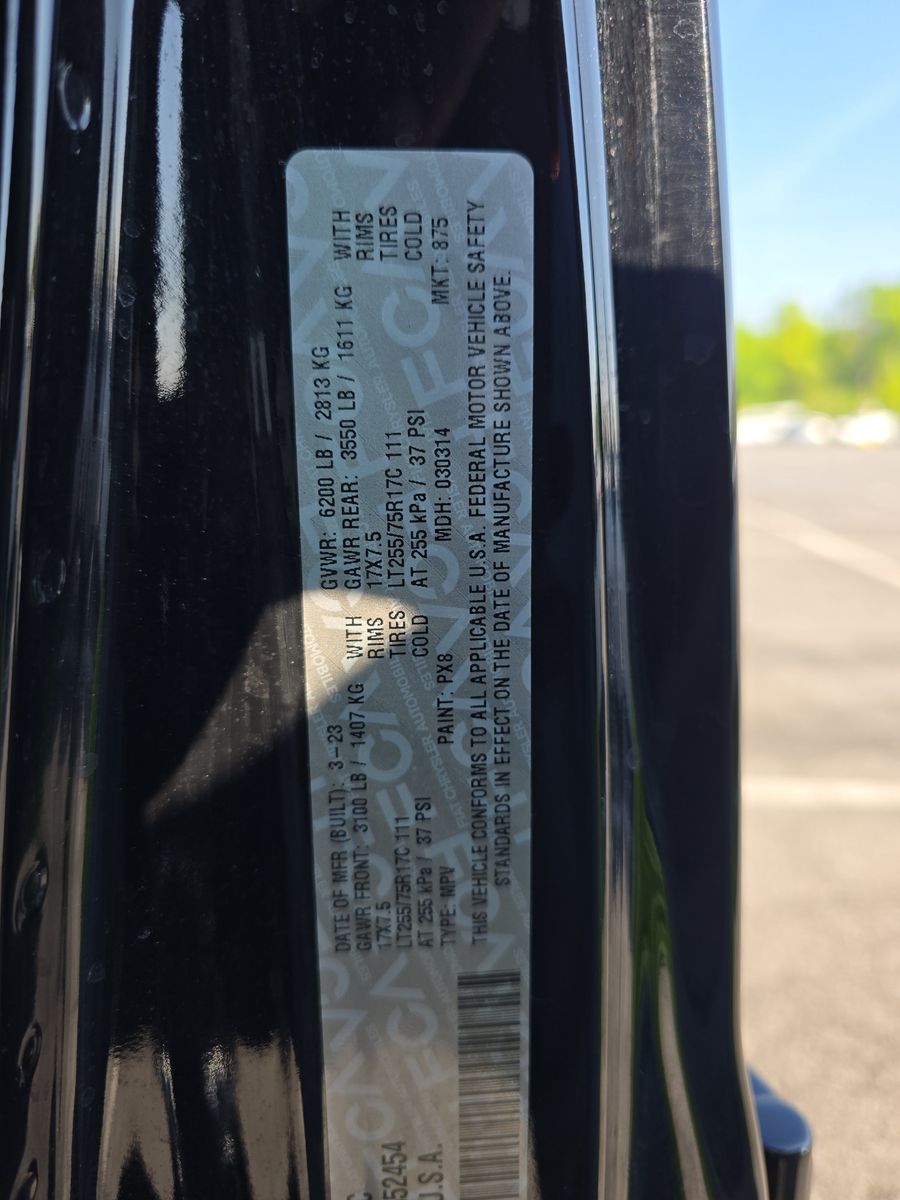 C
52454
U.S.A.
DATE OF MFR (BUILT): 3-23 GVWR: 6200 LB / 2813 KG
GAWR FRONT: 3100 LB / 1407 KG WITH GAWR REAR: 3550 LB / 1611 KG WITH
17X7.5 RIMS 17X7.5 RIMS
LT255/75R17C 111 TIRES LT255/75R17C 111 TIRES
AT 255 kPa / 37 PSI COLD AT 255 kPa / 37 PSI COLD
TYPE: MPV PAINT: PX8 MDH: 030314 MKT: 875
THIS VEHICLE CONFORMS TO ALL APPLICABLE U.S.A. FEDERAL MOTOR VEHICLE SAFETY
STANDARDS IN EFFECT ON THE DATE OF MANUFACTURE SHOWN ABOVE.